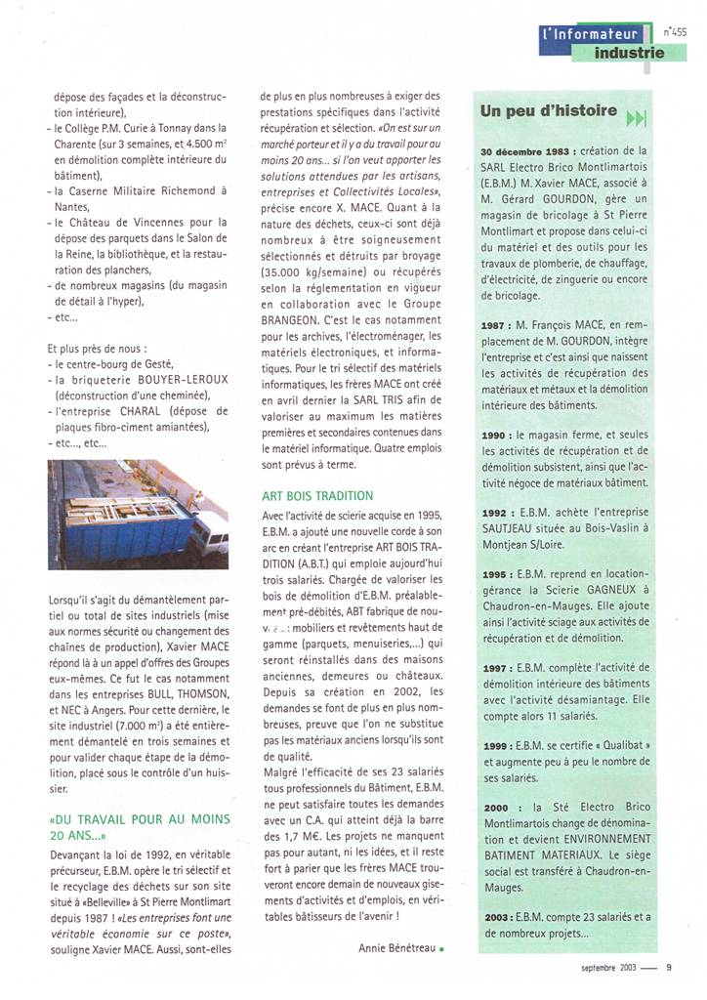 l'Informateur
n°455
industrie
dépose des façades et la déconstruc-
tion intérieure),
- le Collège P.M. Curie à Tonnay dans la
Charente (sur 3 semaines, et 4.500 m²
en démolition complète intérieure du
bâtiment),
- la Caserne Militaire Richemond à
Nantes,
- le Château de Vincennes pour la
dépose des parquets dans le Salon de
la Reine, la bibliothèque, et la restau-
ration des planchers,
- de nombreux magasins (du magasin
de détail à l'hyper),
- etc...
Et plus près de nous :
- le centre-bourg de Gesté,
- la briqueterie BOUYER-LEROUX
(déconstruction d'une cheminée),
- l'entreprise CHARAL (dépose de
plaques fibro-ciment amiantées),
- etc..., etc...
Lorsqu'il s'agit du démantèlement par-
tiel ou total de sites industriels (mise
aux normes sécurité ou changement des
chaînes de production), Xavier MACE
répond là à un appel d'offres des Groupes
eux-mêmes. Ce fut le cas notamment
dans les entreprises BULL, THOMSON,
et NEC à Angers. Pour cette dernière, le
site industriel (7.000 m²) a été entière-
ment démantelé en trois semaines et
pour valider chaque étape de la démo-
lition, placé sous le contrôle d'un huis-
sier.
«DU TRAVAIL POUR AU MOINS
20 ANS...»
Devançant la loi de 1992, en véritable
précurseur, E.B.M. opère le tri sélectif et
le recyclage des déchets sur son site
situé à «Belleville» à St Pierre Montlimart
depuis 1987 ! «Les entreprises font une
véritable économie sur ce poste»,
souligne Xavier MACE. Aussi, sont-elles
de plus en plus nombreuses à exiger des
prestations spécifiques dans l'activité
récupération et sélection. «On est sur un
marché porteur et il y a du travail pour au
moins 20 ans... si l'on veut apporter les
solutions attendues par les artisans,
entreprises et Collectivités Locales»,
précise encore X. MACE. Quant à la
nature des déchets, ceux-ci sont déjà
nombreux à être soigneusement
sélectionnés et détruits par broyage
(35.000 kg/semaine) ou récupérés
selon la réglementation en vigueur
en collaboration avec le Groupe
BRANGEON. C'est le cas notamment
pour les archives, l'électroménager, les
matériels électroniques, et informa-
tiques. Pour le tri sélectif des matériels
informatiques, les frères MACE ont créé
en avril dernier la SARL TRIS afin de
valoriser au maximum les matières
premières et secondaires contenues dans
le matériel informatique. Quatre emplois
sont prévus à terme.
ART BOIS TRADITION
Avec l'activité de scierie acquise en 1995,
E.B.M. a ajouté une nouvelle corde à son
arc en créant l'entreprise ART BOIS TRA-
DITION (A.B.T.) qui emploie aujourd'hui
trois salariés. Chargée de valoriser les
bois de démolition d'E.B.M. préalable-
ment pré-débités, ABT fabrique de nou-
mobiliers et revêtements haut de
gamme (parquets, menuiseries,...) qui
seront réinstallés dans des maisons
anciennes, demeures ou châteaux.
Depuis sa création en 2002, les
demandes se font de plus en plus nom-
breuses, preuve que l'on ne substitue
pas les matériaux anciens lorsqu'ils sont
de qualité.
Malgré l'efficacité de ses 23 salariés
tous professionnels du Bâtiment, E.B.M.
ne peut satisfaire toutes les demandes
avec un C.A. qui atteint déjà la barre
des 1,7 M€. Les projets ne manquent
pas pour autant, ni les idées, et il reste
fort à parier que les frères MACE trou-
veront encore demain de nouveaux gise-
ments d'activités et d'emplois, en véri-
tables bâtisseurs de l'avenir !
Annie Bénétreau
Un peu d'histoire
30 décembre 1983 : création de la
SARL Electro Brico Montlimartois
(E.B.M.) M. Xavier MACE, associé à
M. Gérard GOURDON, gère un
magasin de bricolage à St Pierre
Montlimart et propose dans celui-ci
du matériel et des outils pour les
travaux de plomberie, de chauffage,
d'électricité, de zinguerie ou encore
de bricolage.
1987 : M. François MACE, en rem-
placement de M. GOURDON, intègre
l'entreprise et c'est ainsi que naissent
les activités de récupération des
matériaux et métaux et la démolition
intérieure des bâtiments.
1990 : le magasin ferme, et seules
les activités de récupération et de
démolition subsistent, ainsi que l'ac-
tivité négoce de matériaux bâtiment.
1992 : E.B.M. achète l'entreprise
SAUTJEAU située au Bois-Vaslin à
Montjean S/Loire.
1995 : E.B.M. reprend en location-
gérance la Scierie GAGNEUX à
Chaudron-en-Mauges. Elle ajoute
ainsi l'activité sciage aux activités de
récupération et de démolition.
1997 : E.B.M. complète l'activité de
démolition intérieure des bâtiments
avec l'activité désamiantage. Elle
compte alors 11 salariés.
1999 : E.B.M. se certifie « Qualibat »
et augmente peu à peu le nombre de
ses salariés.
2000 : la Sté Electro Brico
Montlimartois change de dénomina-
tion et devient ENVIRONNEMENT
BATIMENT MATERIAUX. Le siège
social est transféré à Chaudron-en-
Mauges.
2003 : E.B.M. compte 23 salariés et a
de nombreux projets...
septembre 2003 — 9